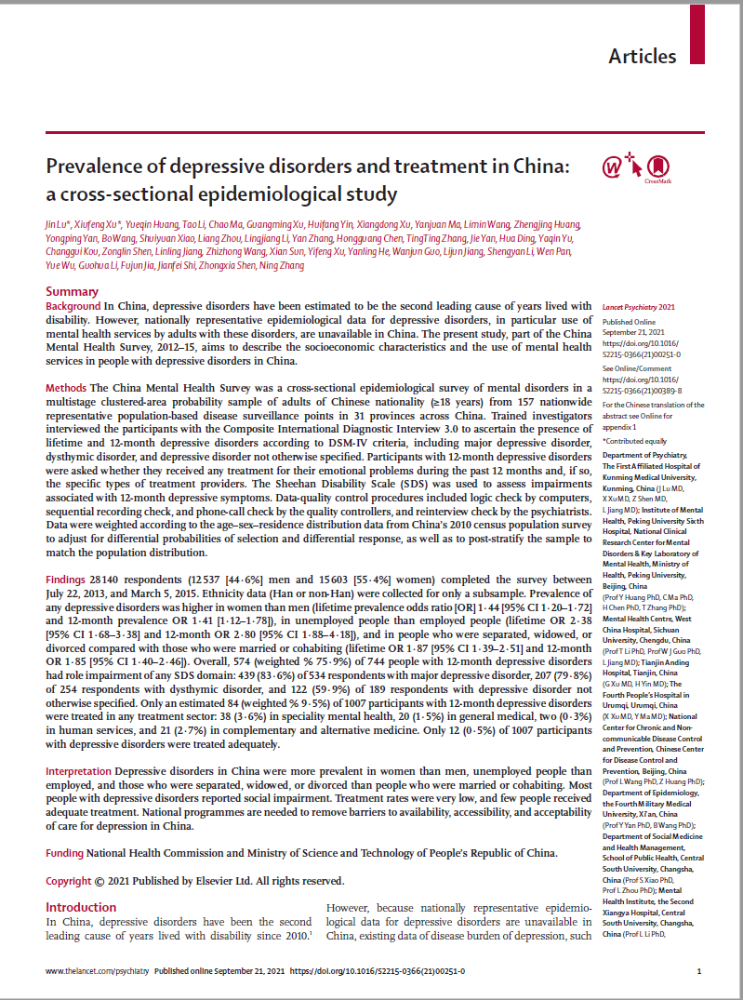 Articles
Prevalence of depressive disorders and treatment in China:
a cross-sectional epidemiological study
Jin Lu*, Xiufeng Xu*, Yueqin Huang, Tao Li, Chao Ma, Guangming Xu, Huifang Yin, Xiangdong Xu, Yanjuan Ma, Limin Wang, Zhengjing Huang,
Yongping Yan, Bo Wang, Shuiyuan Xiao, Liang Zhou, Lingjiang Li, Yan Zhang, Hongguang Chen, TingTing Zhang, Jie Yan, Hua Ding, Yaqin Yu,
Changgui Kou, Zonglin Shen, Linling Jiang, Zhizhong Wang, Xian Sun, Yifeng Xu, Yanling He, Wanjun Guo, Lijun Jiang, Shengyan Li, Wen Pan,
Yue Wu, Guohua Li, Fujun Jia, Jianfei Shi, Zhongxia Shen, Ning Zhang
Summary
Background In China, depressive disorders have been estimated to be the second leading cause of years lived with
disability. However, nationally representative epidemiological data for depressive disorders, in particular use of
mental health services by adults with these disorders, are unavailable in China. The present study, part of the China
Mental Health Survey, 2012–15, aims to describe the socioeconomic characteristics and the use of mental health
services in people with depressive disorders in China.
Methods The China Mental Health Survey was a cross-sectional epidemiological survey of mental disorders in a
multistage clustered-area probability sample of adults of Chinese nationality (≥18 years) from 157 nationwide
representative population-based disease surveillance points in 31 provinces across China. Trained investigators
interviewed the participants with the Composite International Diagnostic Interview 3.0 to ascertain the presence of
lifetime and 12-month depressive disorders according to DSM-IV criteria, including major depressive disorder,
dysthymic disorder, and depressive disorder not otherwise specified. Participants with 12-month depressive disorders
were asked whether they received any treatment for their emotional problems during the past 12 months and, if so,
the specific types of treatment providers. The Sheehan Disability Scale (SDS) was used to assess impairments
associated with 12-month depressive symptoms. Data-quality control procedures included logic check by computers,
sequential recording check, and phone-call check by the quality controllers, and reinterview check by the psychiatrists.
Data were weighted according to the age–sex–residence distribution data from China's 2010 census population survey
to adjust for differential probabilities of selection and differential response, as well as to post-stratify the sample to
match the population distribution.
Findings 28 140 respondents (12 537 [44·6%] men and 15 603 [55·4%] women) completed the survey between
July 22, 2013, and March 5, 2015. Ethnicity data (Han or non-Han) were collected for only a subsample. Prevalence of
any depressive disorders was higher in women than men (lifetime prevalence odds ratio [OR] 1·44 [95% CI 1·20–1·72]
and 12-month prevalence OR 1·41 [1·12–1·78]), in unemployed people than employed people (lifetime OR 2·38
[95% CI 1·68–3·38] and 12-month OR 2·80 [95% CI 1·88–4·18]), and in people who were separated, widowed, or
divorced compared with those who were married or cohabiting (lifetime OR 1·87 [95% CI 1·39–2·51] and 12-month
OR 1·85 [95% CI 1·40–2·46]). Overall, 574 (weighted % 75·9%) of 744 people with 12-month depressive disorders
had role impairment of any SDS domain: 439 (83·6%) of 534 respondents with major depressive disorder, 207 (79·8%)
of 254 respondents with dysthymic disorder, and 122 (59·9%) of 189 respondents with depressive disorder not
otherwise specified. Only an estimated 84 (weighted % 9·5%) of 1007 participants with 12-month depressive disorders
were treated in any treatment sector: 38 (3·6%) in speciality mental health, 20 (1·5%) in general medical, two (0·3%)
in human services, and 21 (2·7%) in complementary and alternative medicine. Only 12 (0·5%) of 1007 participants
with depressive disorders were treated adequately.
Interpretation Depressive disorders in China were more prevalent in women than men, unemployed people than
employed, and those who were separated, widowed, or divorced than people who were married or cohabiting. Most
people with depressive disorders reported social impairment. Treatment rates were very low, and few people received
adequate treatment. National programmes are needed to remove barriers to availability, accessibility, and acceptability
of care for depression in China.
Funding National Health Commission and Ministry of Science and Technology of People's Republic of China.
Copyright © 2021 Published by Elsevier Ltd. All rights reserved.
Introduction
In China, depressive disorders have been the second
leading cause of years lived with disability since 2010.¹
However, because nationally representative epidemio-
logical data for depressive disorders are unavailable in
China, existing data of disease burden of depression, such
W
CrossMark
Lancet Psychiatry 2021
Published Online
September 21, 2021
https://doi.org/10.1016/
S2215-0366(21)00251-0
See Online/Comment
https://doi.org/10.1016/
S2215-0366(21)00389-8
For the Chinese translation of the
abstract see Online for
appendix 1
*Contributed equally
Department of Psychiatry,
The First Affiliated Hospital of
Kunming Medical University,
Kunming, China (J Lu MD,
X Xu MD, Z Shen MD,
L Jiang MD); Institute of Mental
Health, Peking University Sixth
Hospital, National Clinical
Research Center for Mental
Disorders & Key Laboratory of
Mental Health, Ministry of
Health, Peking University,
Beijing, China
(Prof Y Huang PhD, C Ma PhD,
H Chen PhD, T Zhang PhD);
Mental Health Centre, West
China Hospital, Sichuan
University, Chengdu, China
(Prof T Li PhD, Prof W J Guo PhD,
L Jiang MD); Tianjin Anding
Hospital, Tianjin, China
(G Xu MD, H Yin MD); The
Fourth People's Hospital in
Urumqi, Urumqi, China
(X Xu MD, Y Ma MD); National
Center for Chronic and Non-
communicable Disease Control
and Prevention, Chinese Center
for Disease Control and
Prevention, Beijing, China
(Prof L Wang PhD, Z Huang PhD);
Department of Epidemiology,
the Fourth Military Medical
University, Xi'an, China
(Prof Y Yan PhD, B Wang PhD);
Department of Social Medicine
and Health Management,
School of Public Health, Central
South University, Changsha,
China (Prof S Xiao PhD,
Prof L Zhou PhD); Mental
Health Institute, the Second
Xiangya Hospital, Central
South University, Changsha,
China (Prof L Li PhD,
www.thelancet.com/psychiatry Published online September 21, 2021 https://doi.org/10.1016/S2215-0366(21)00251-0
1